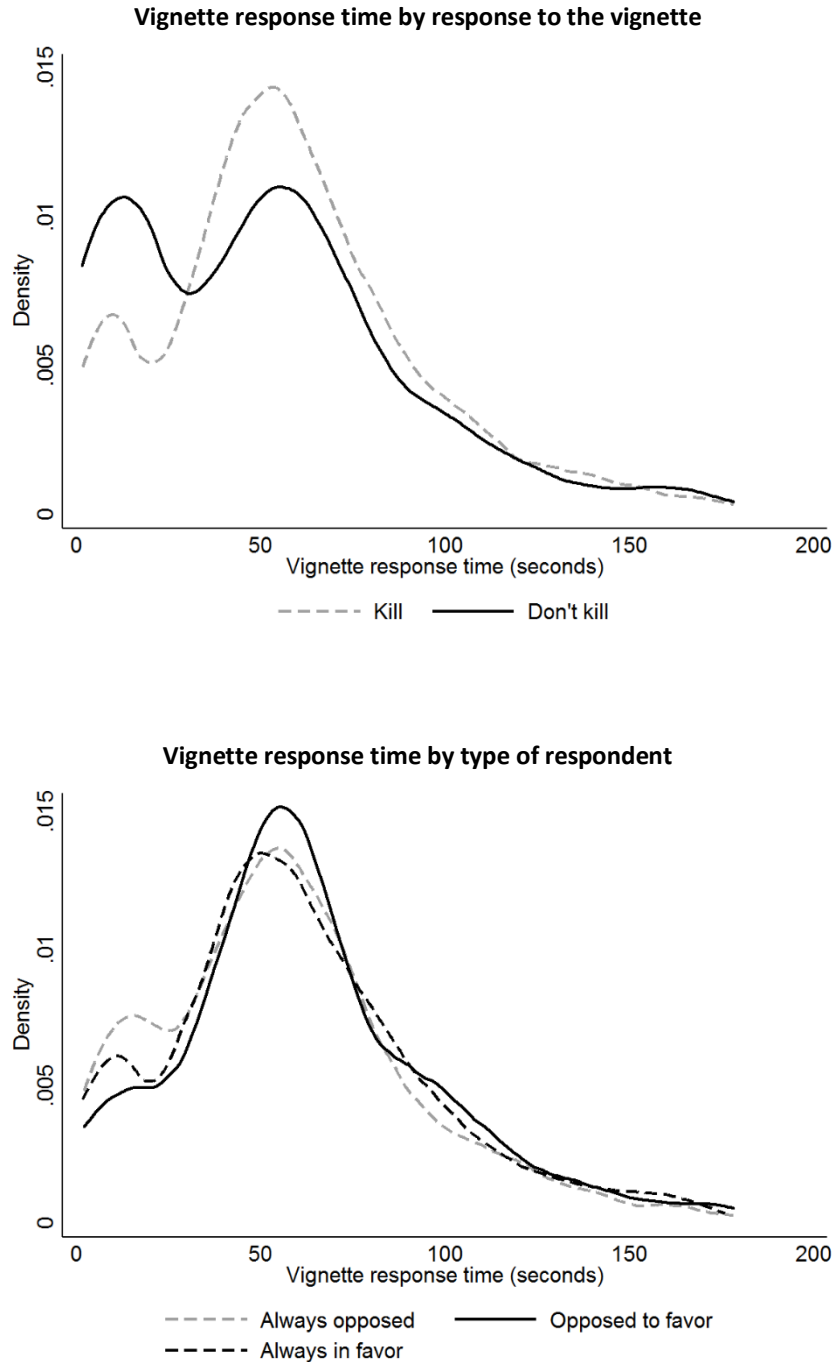 Vignette response time by response to the vignette
.015
.01
.005
0
Density
0 50 100 150 200
Vignette response time (seconds)
Kill Don't kill
Vignette response time by type of respondent
.015
.01
.005
0
Density
0 50 100 150 200
Vignette response time (seconds)
Always opposed Opposed to favor
Always in favor